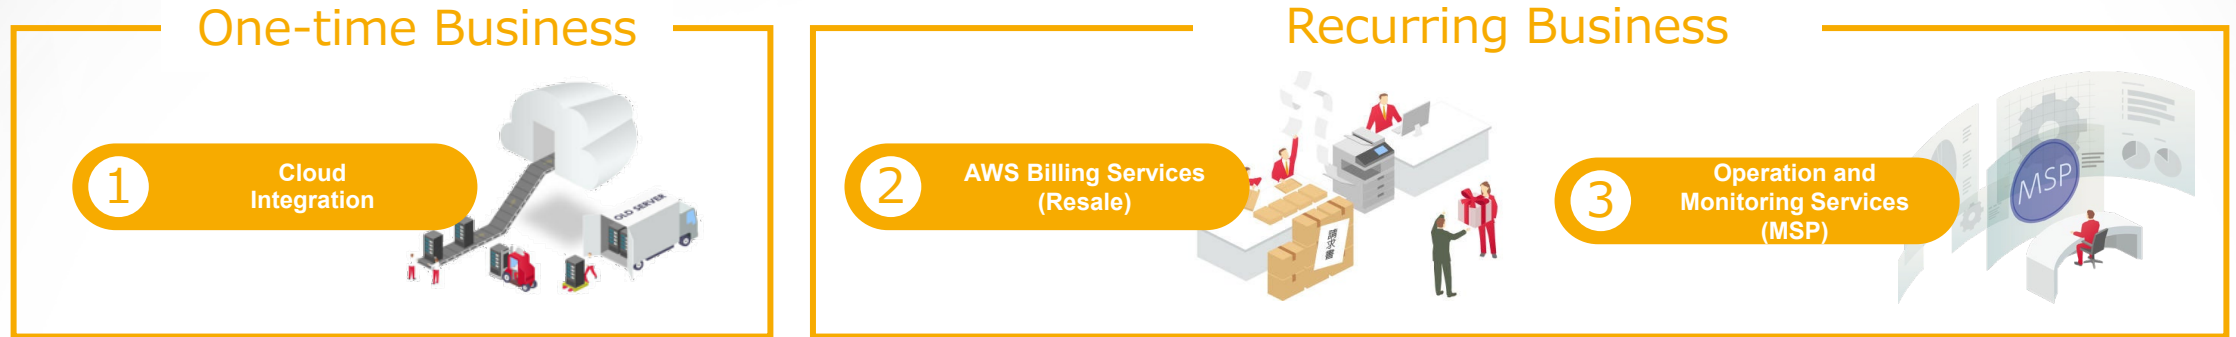 One-time Business
1
Cloud
Integration
OLD SERVER
Recurring Business
2
AWS Billing Services
(Resale)
請求書
3
Operation and
Monitoring Services
(MSP)
MSP